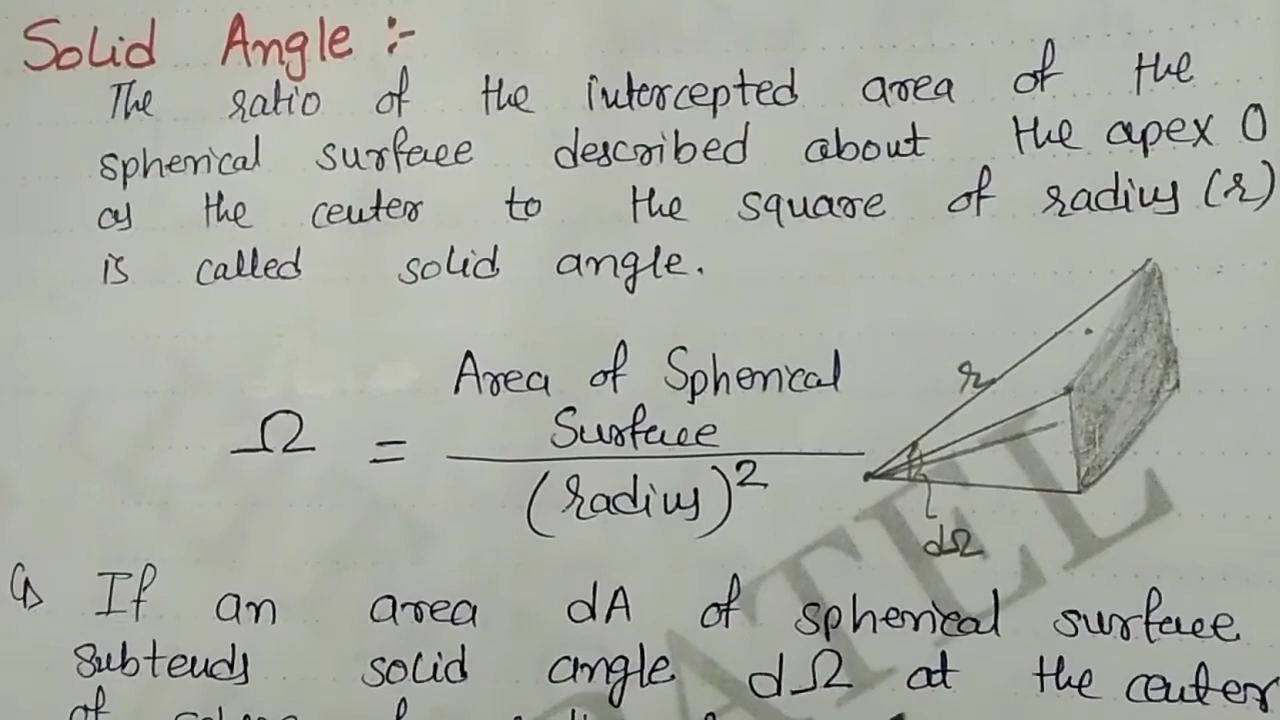 Solid Angle :-
The ratio of the intercepted area of the
spherical surface described about the apex O
as the center to the square of radius (r)
is called solid angle.
Area of Spherical
Surface
Ω = 
(radius)²
r
dΩ
If an area dA of spherical surface
subtends solid angle dΩ at the center
of
PATEL